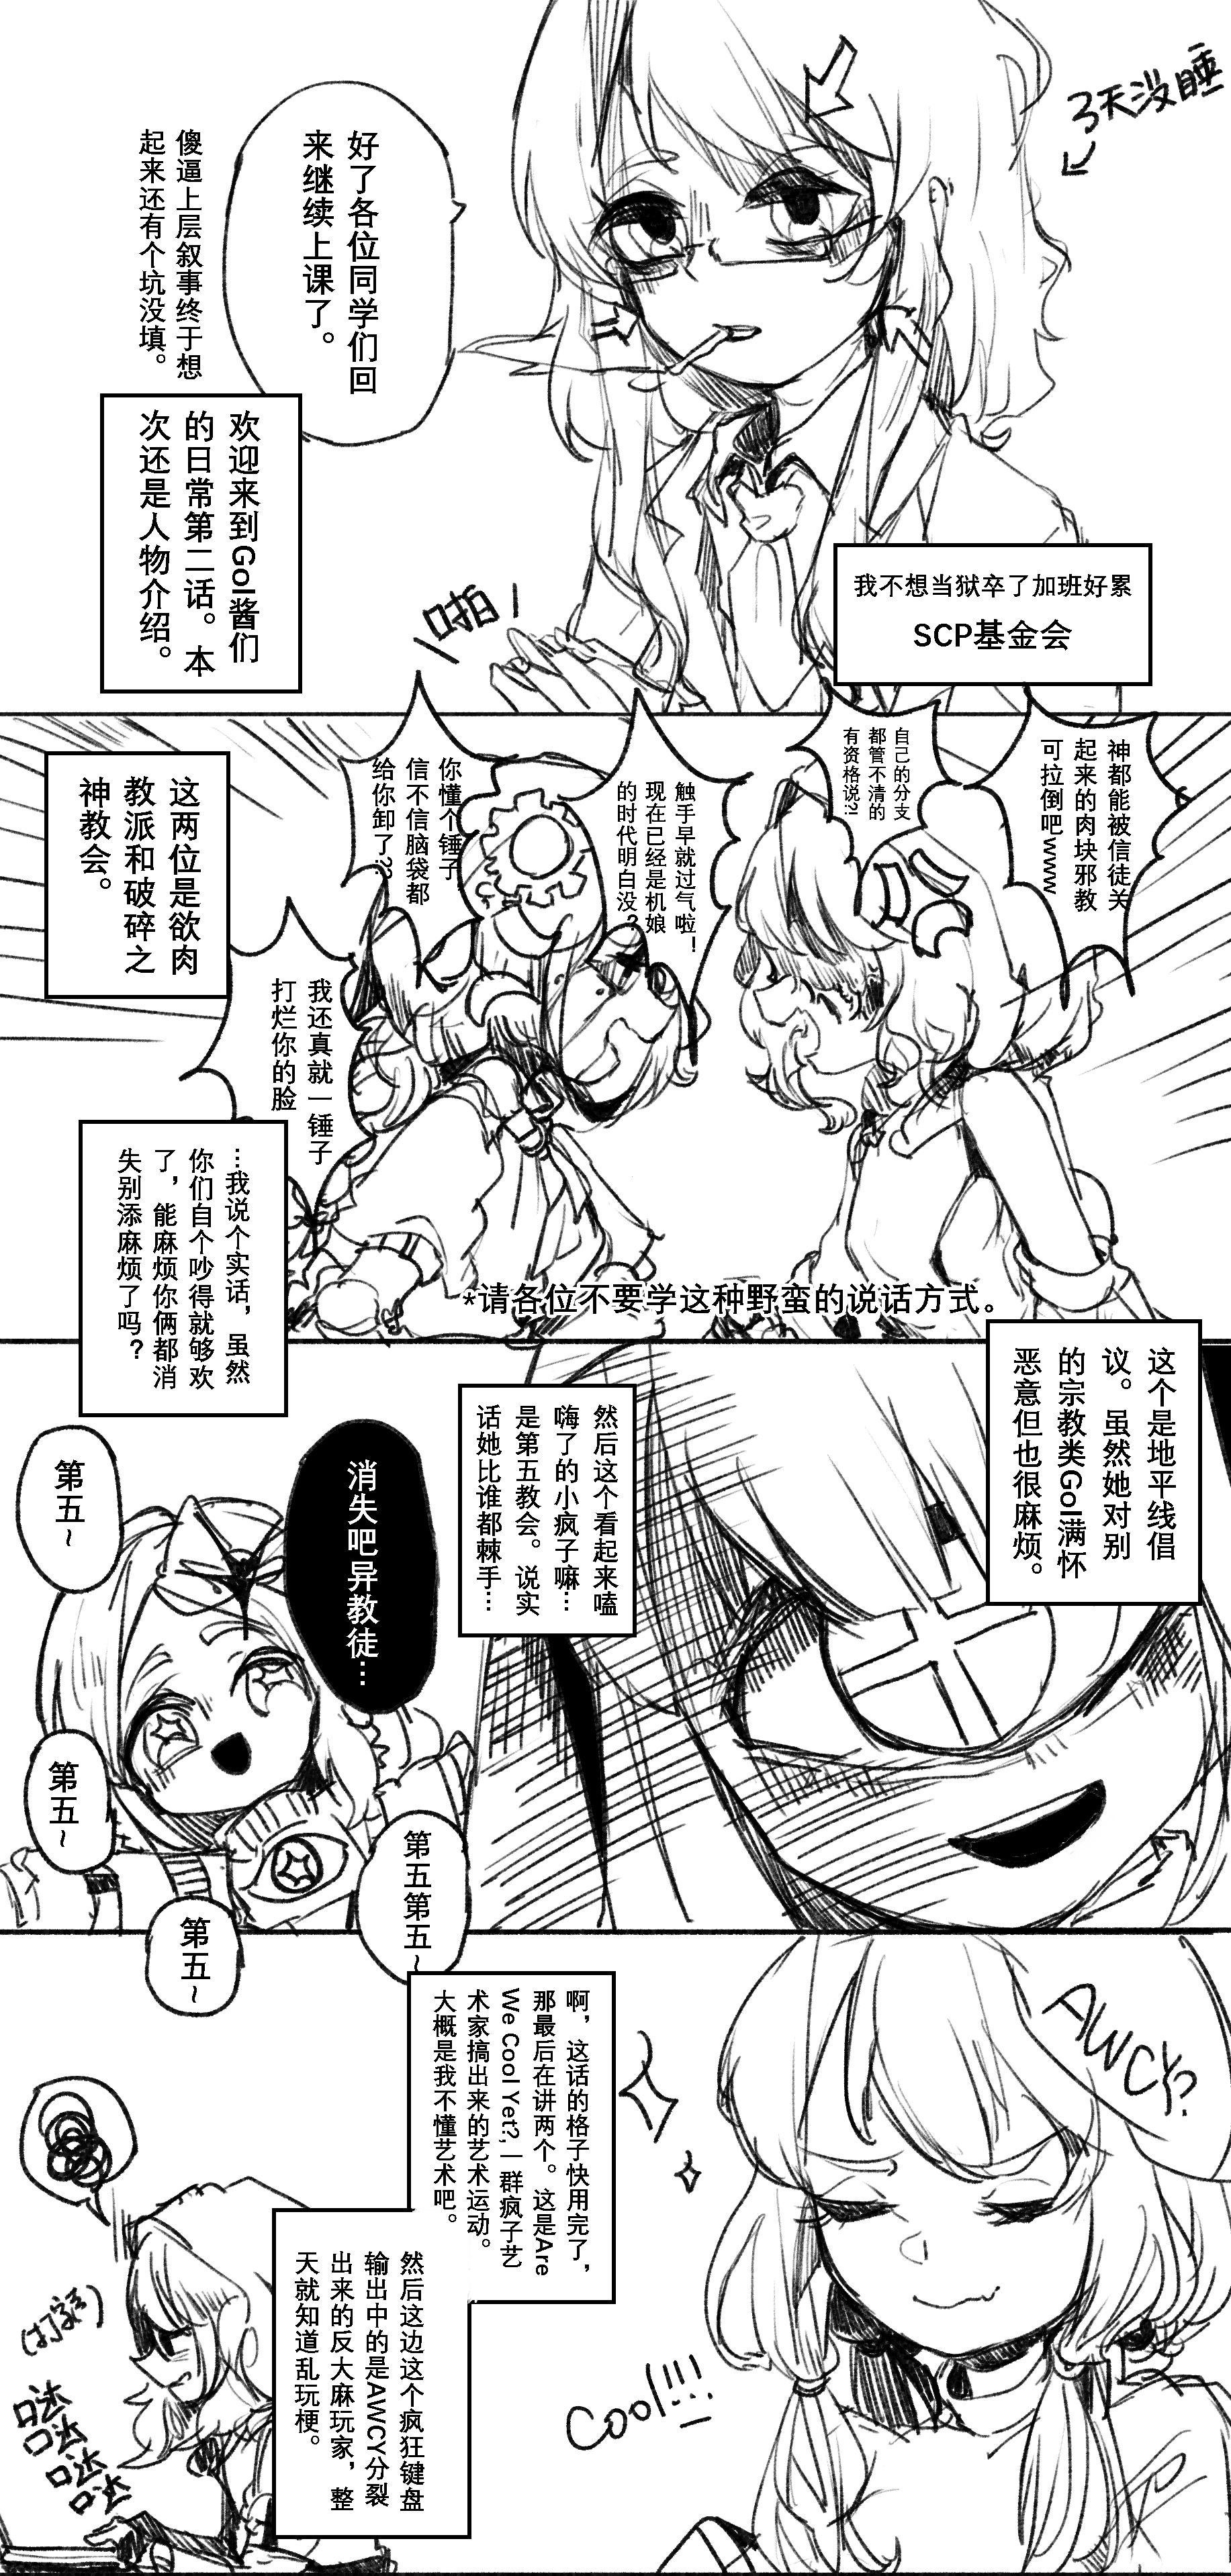 3天没睡
好了各位同学们回
来继续上课了。
傻逼上层叙事终于想
起来还有个坑没填。
欢迎来到GoI酱们
的日常第二话。本
次还是人物介绍。
我不想当狱卒了加班好累
SCP基金会
啪
神都能被信徒关
起来的肉块邪教
可拉倒吧www
自己的分支
都管不清的
有资格说?!
触手早就过气啦!
现在已经是机娘
的时代明白没?
你懂个锤子
信不信脑袋都
给你卸了??
这两位是欲肉
教派和破碎之
神教会。
我还真就一锤子
打烂你的脸
…我说个实话，虽然
你们自个吵得就够欢
了，能麻烦你俩都消
失别添麻烦了吗？
*请各位不要学这种野蛮的说话方式。
这个是地平线倡
议。虽然她对别
的宗教类GoI满怀
恶意但也很麻烦。
然后这个看起来嗑
嗨了的小疯子嘛…
是第五教会。说实
话她比谁都棘手…
消失吧异教徒…
第五~
第五~
第五第五~
第五~
啊，这话的格子快用完了，
那最后在讲两个。这是Are
We Cool Yet?,一群疯子艺
术家搞出来的艺术运动。
大概是我不懂艺术吧。
AWCY?
Cool!!!
然后这边这个疯狂键盘
输出中的是AWCY分裂
出来的反大麻玩家，整
天就知道乱玩梗。
(打字音)
哒
哒
哒
哒